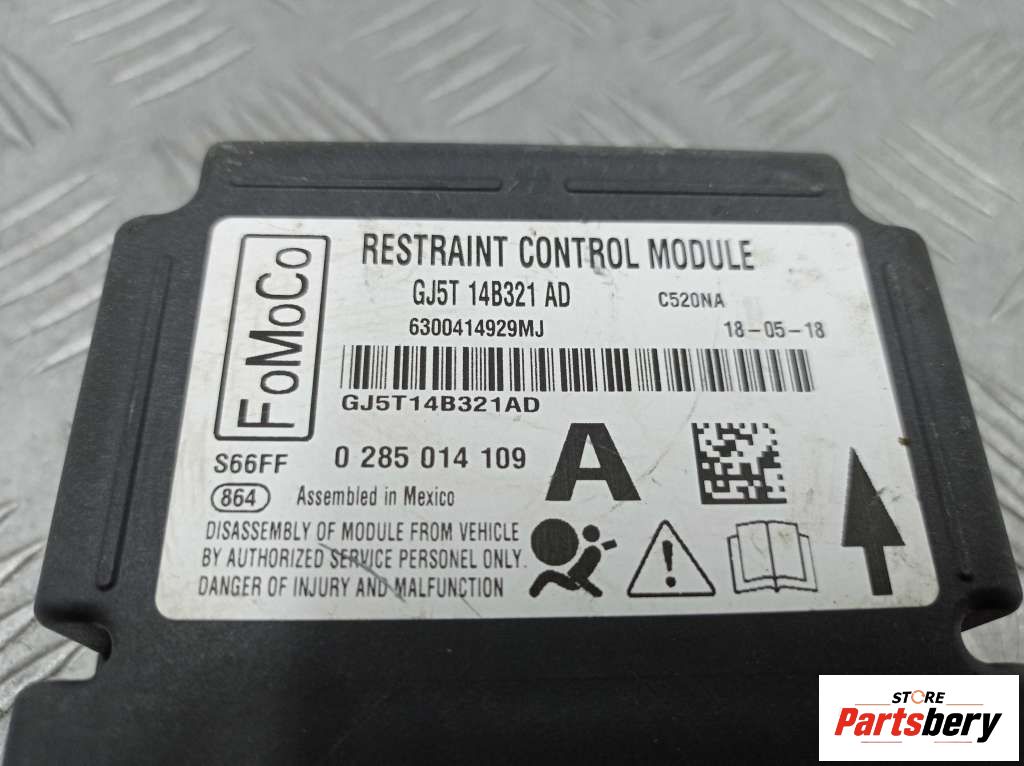 FoMoCo
RESTRAINT CONTROL MODULE
GJ5T 14B321 AD
C520NA
6300414929MJ
18-05-18
GJ5T14B321AD
S66FF
0 285 014 109
A
864
Assembled in Mexico
DISASSEMBLY OF MODULE FROM VEHICLE
BY AUTHORIZED SERVICE PERSONEL ONLY.
DANGER OF INJURY AND MALFUNCTION
STORE
Partsbery